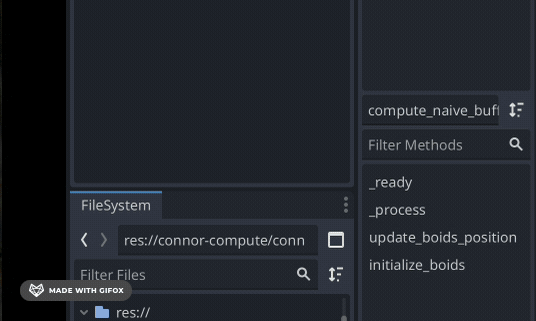 compute_naive_buf
Filter Methods
_ready
_process
update_boids_position
initialize_boids
FileSystem
res://connor-compute/conn
Filter Files
MADE WITH GIFOX
res://